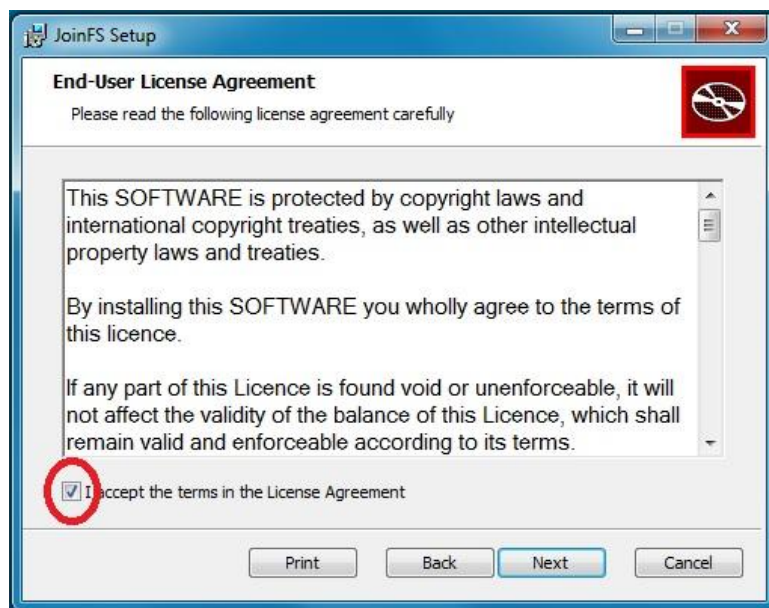 JoinFS Setup
End-User License Agreement
Please read the following license agreement carefully
This SOFTWARE is protected by copyright laws and
international copyright treaties, as well as other intellectual
property laws and treaties.
By installing this SOFTWARE you wholly agree to the terms of
this licence.
If any part of this Licence is found void or unenforceable, it will
not affect the validity of the balance of this Licence, which shall
remain valid and enforceable according to its terms.
I accept the terms in the License Agreement
Print Back Next Cancel